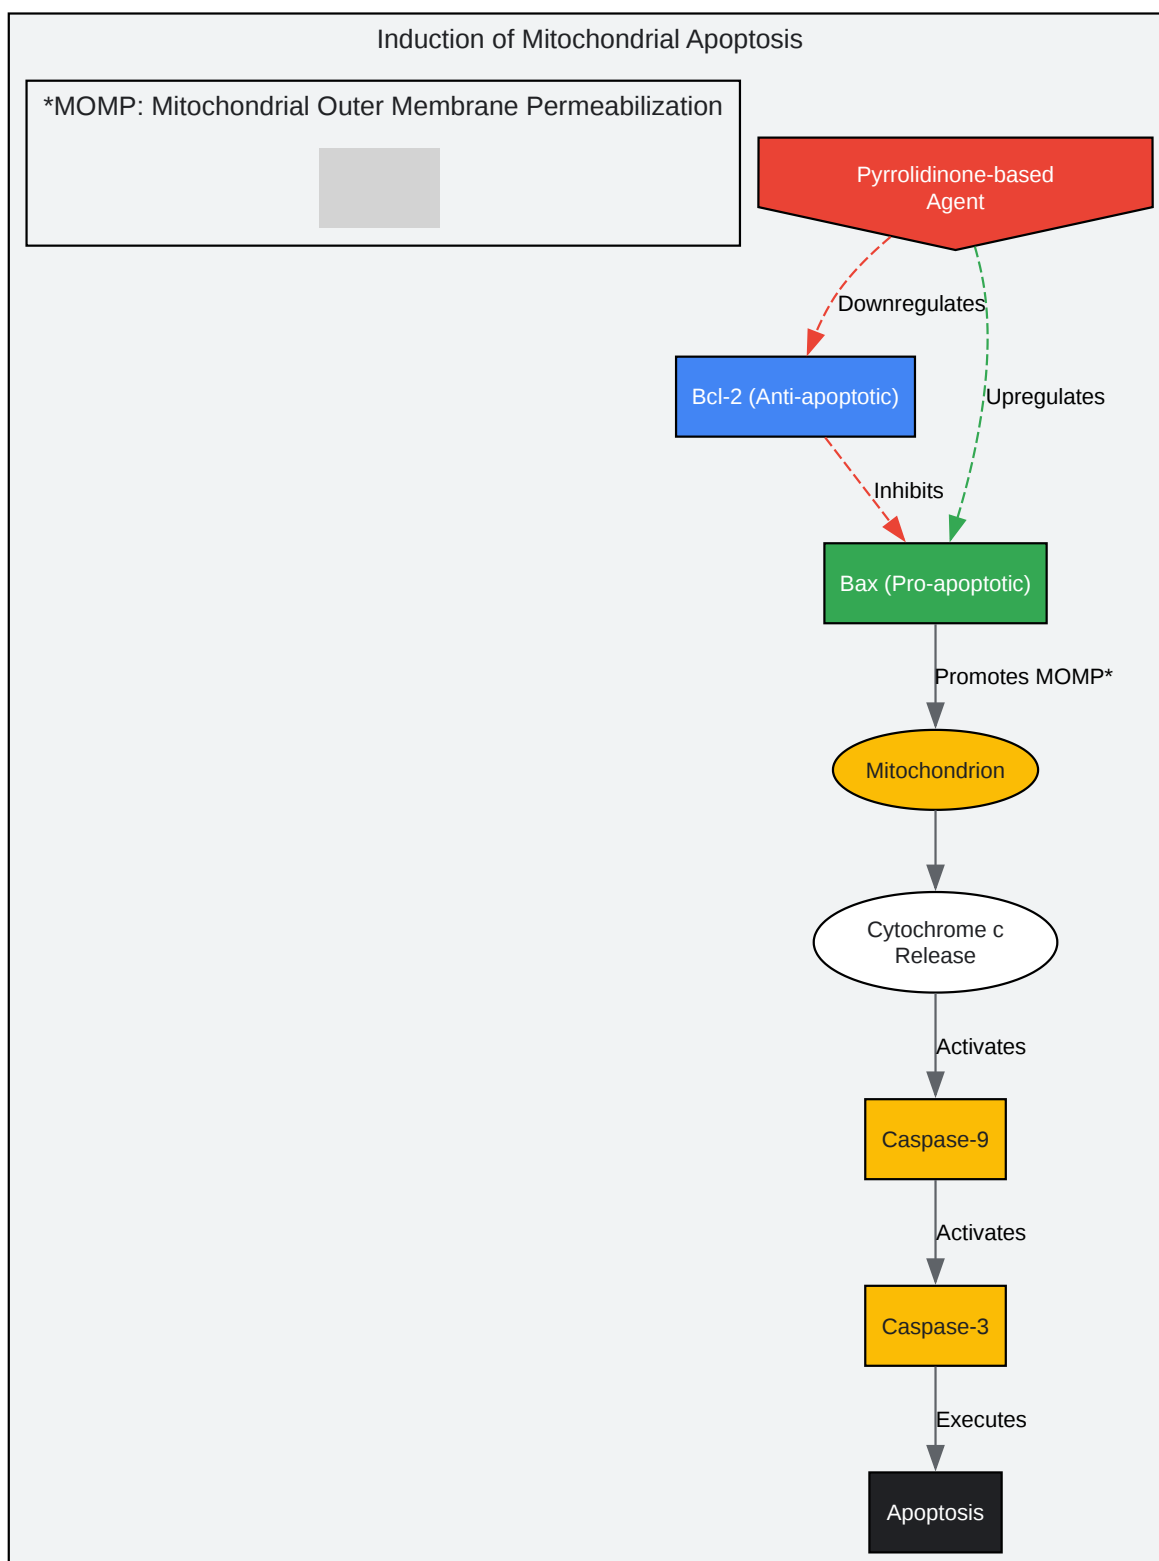 Induction of Mitochondrial Apoptosis
*MOMP: Mitochondrial Outer Membrane Permeabilization
Pyrrolidinone-based
Agent
Downregulates
Bcl-2 (Anti-apoptotic)
Upregulates
Inhibits
Bax (Pro-apoptotic)
Promotes MOMP*
Mitochondrion
Cytochrome c
Release
Activates
Caspase-9
Activates
Caspase-3
Executes
Apoptosis